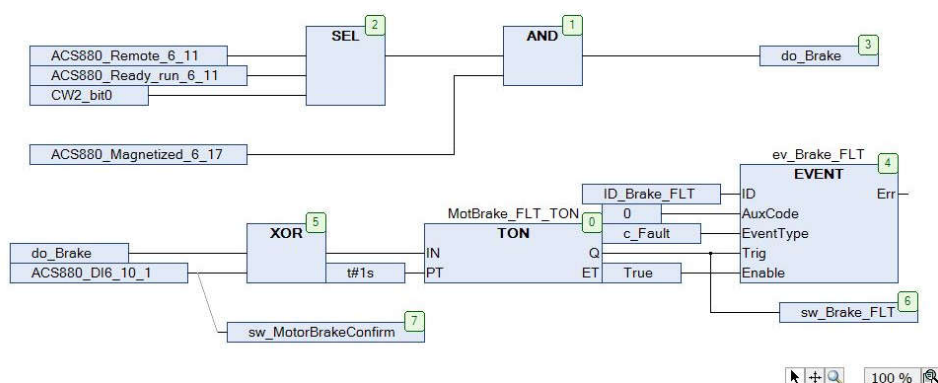 SEL
2
AND
1
ACS880_Remote_6_11
do_Brake
3
ACS880_Ready_run_6_11
CW2_bit0
ACS880_Magnetized_6_17
ev_Brake_FLT
EVENT
4
ID_Brake_FLT
ID
Err
MotBrake_FLT_TON
0
AuxCode
XOR
5
TON
0
c_Fault
EventType
do_Brake
IN
Q
Trig
ACS880_DI6_10_1
t#1s
PT
ET
True
Enable
sw_Brake_FLT
6
sw_MotorBrakeConfirm
7
100 %